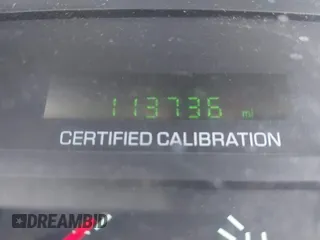 113736 mi
CERTIFIED CALIBRATION
DREAMBID